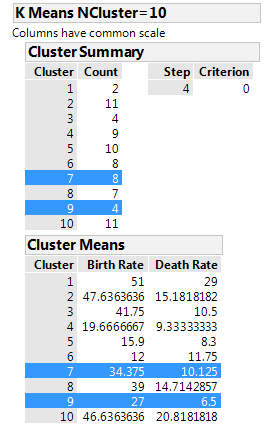 K Means NCluster=10
Columns have common scale
Cluster Summary
Cluster Count Step Criterion
1 2 4 0
2 11
3 4
4 9
5 10
6 8
7 8
8 7
9 4
10 11
Cluster Means
Cluster Birth Rate Death Rate
1 51 29
2 47.6363636 15.1818182
3 41.75 10.5
4 19.6666667 9.33333333
5 15.9 8.3
6 12 11.75
7 34.375 10.125
8 39 14.7142857
9 27 6.5
10 46.6363636 20.8181818